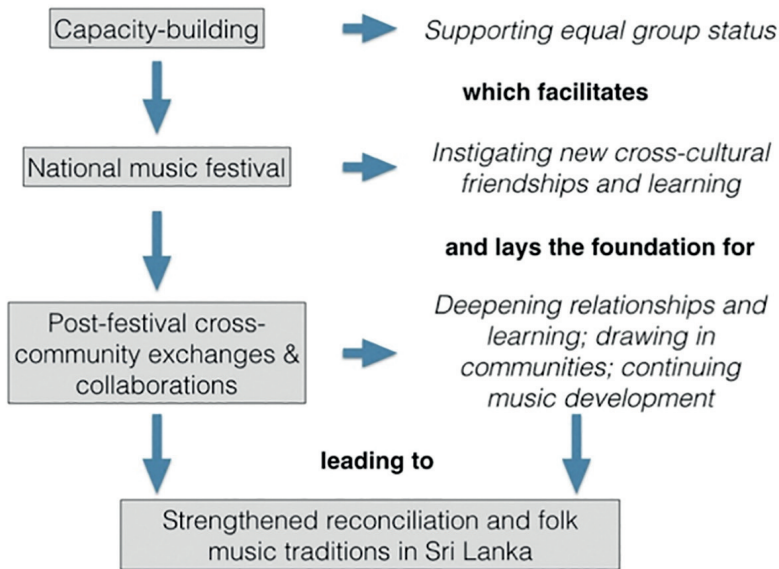 Capacity-building
Supporting equal group status
which facilitates
National music festival
Instigating new cross-cultural
friendships and learning
and lays the foundation for
Post-festival cross-
community exchanges &
collaborations
Deepening relationships and
learning; drawing in
communities; continuing
music development
leading to
Strengthened reconciliation and folk
music traditions in Sri Lanka